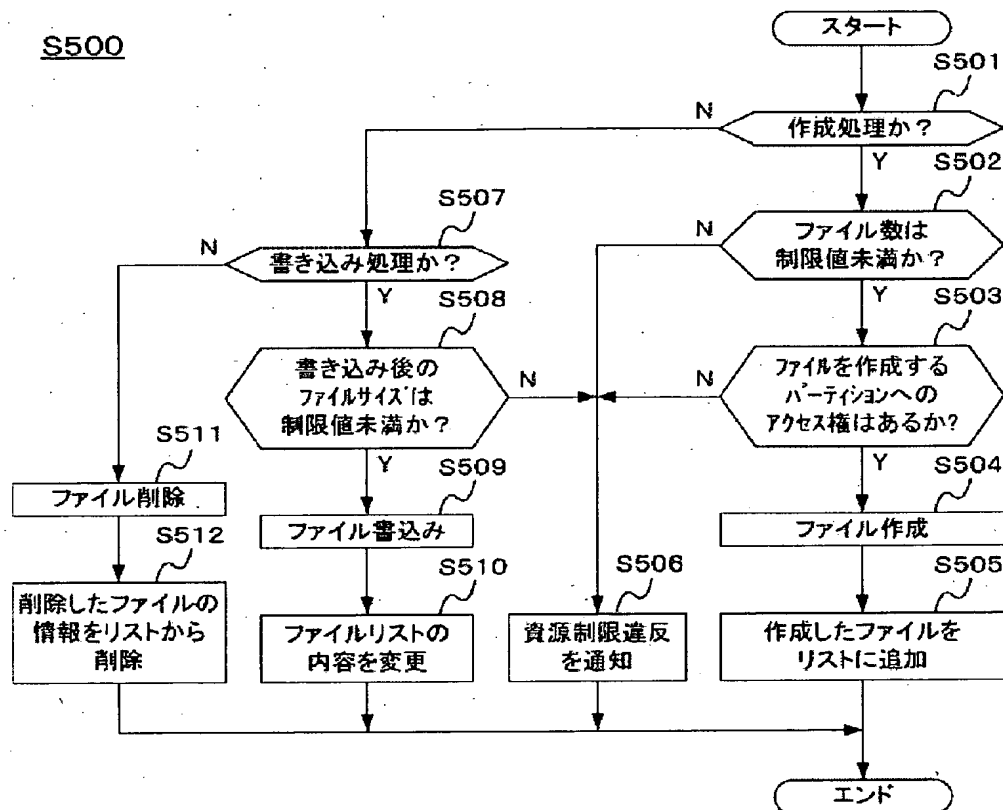 S500
スタート
S501
作成処理か？
N
Y
S502
ファイル数は
制限値未満か？
N
Y
S503
ファイルを作成する
パーティションへの
アクセス権はあるか?
N
Y
S504
ファイル作成
S505
作成したファイルを
リストに追加
S506
資源制限違反
を通知
S507
書き込み処理か？
N
Y
S508
書き込み後の
ファイルサイズは
制限値未満か？
N
Y
S509
ファイル書込み
S510
ファイルリストの
内容を変更
S511
ファイル削除
S512
削除したファイルの
情報をリストから
削除
エンド